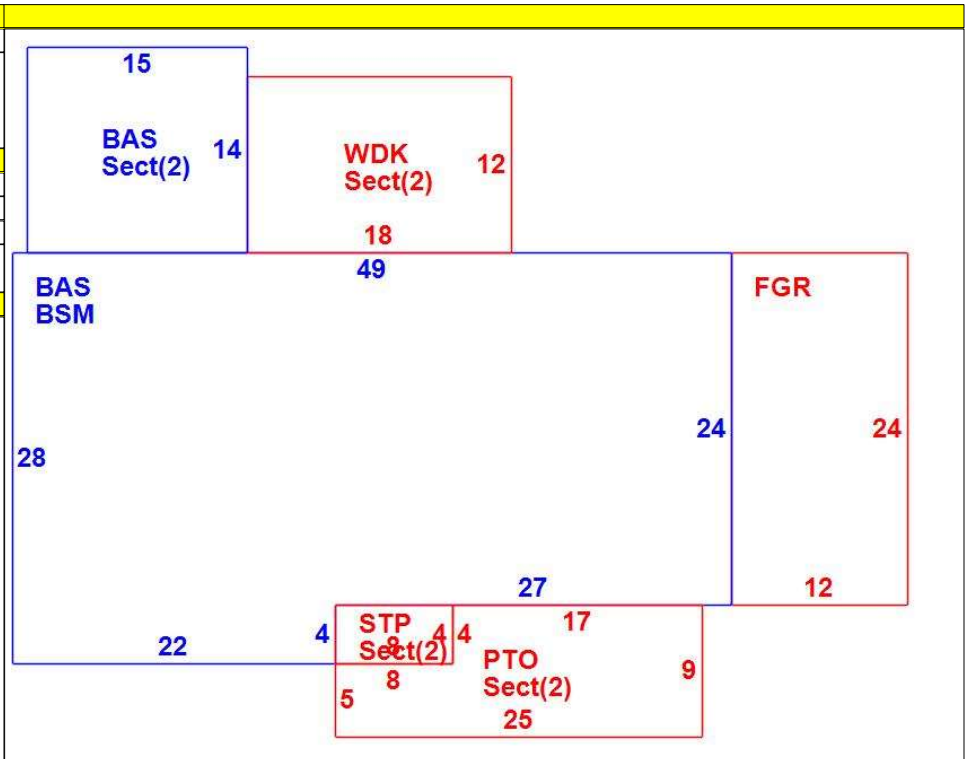 15
BAS
Sect(2)
14
WDK
Sect(2)
12
18
49
BAS
BSM
FGR
28
24
24
27
12
STP
Sect(2)
4
8
4
4
17
22
8
PTO
Sect(2)
9
5
25